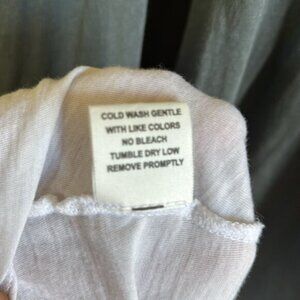 COLD WASH GENTLE
WITH LIKE COLORS
NO BLEACH
TUMBLE DRY LOW
REMOVE PROMPTLY